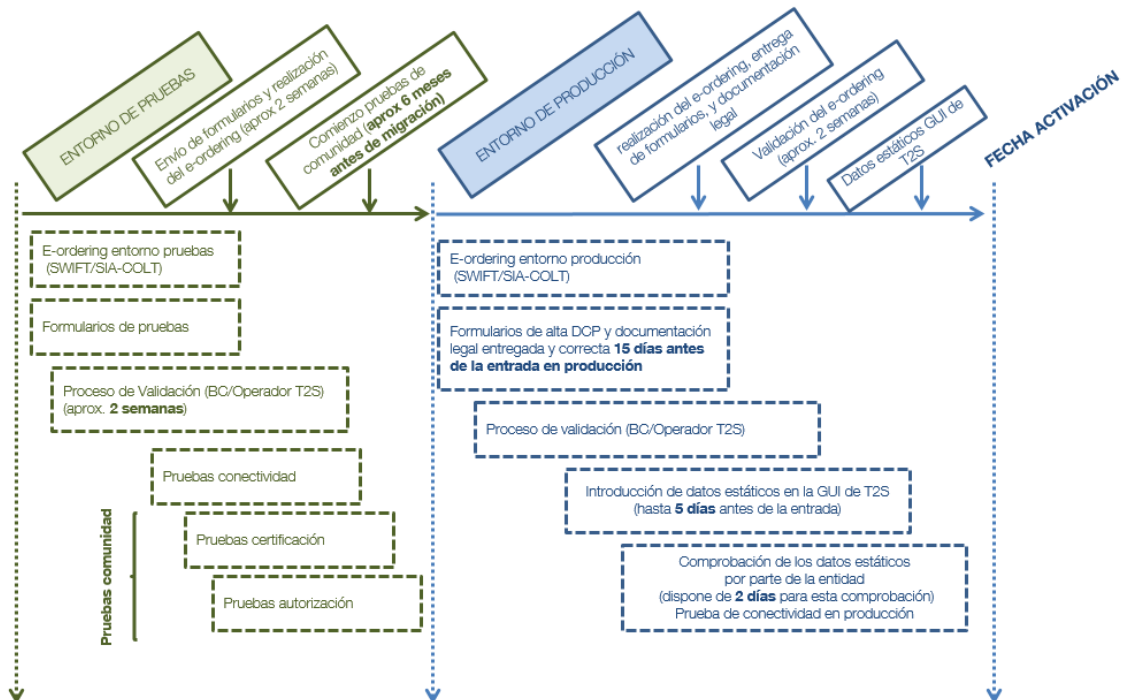 ENTORNO DE PRUEBAS
Envío de formularios y realización
del e-ordering (aprox 2 semanas)
Comienzo pruebas de
comunidad (aprox 6 meses
antes de migración)
ENTORNO DE PRODUCCIÓN
realización del e-ordering, entrega
de formularios, y documentación
legal
Validación del e-ordering
(aprox. 2 semanas)
Datos estáticos GUI de
T2S
FECHA ACTIVACIÓN
E-ordering entorno pruebas
(SWIFT/SIA-COLT)
Formularios de pruebas
Proceso de Validación (BC/Operador T2S)
(aprox. 2 semanas)
Pruebas conectividad
Pruebas comunidad
Pruebas certificación
Pruebas autorización
E-ordering entorno producción
(SWIFT/SIA-COLT)
Formularios de alta DCP y documentación
legal entregada y correcta 15 días antes
de la entrada en producción
Proceso de validación (BC/Operador T2S)
Introducción de datos estáticos en la GUI de T2S
(hasta 5 días antes de la entrada)
Comprobación de los datos estáticos
por parte de la entidad
(dispone de 2 días para esta comprobación)
Prueba de conectividad en producción